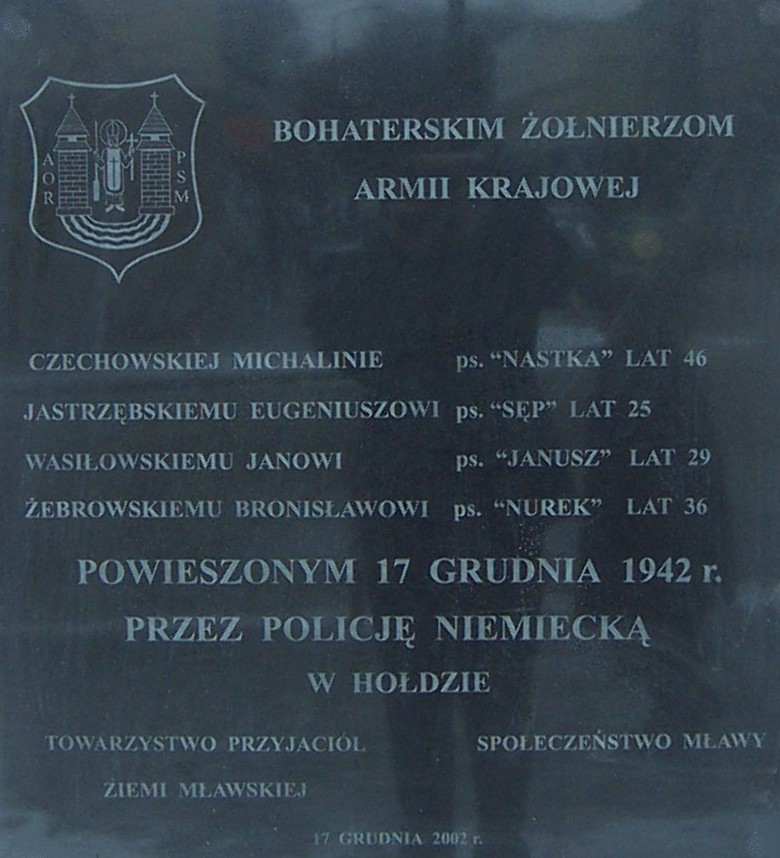 AOR
PSM
BOHATERSKIM ŻOŁNIERZOM
ARMII KRAJOWEJ
CZECHOWSKIEJ MICHALINIE ps. "NASTKA" LAT 46
JASTRZĘBSKIEMU EUGENIUSZOWI ps. "SĘP" LAT 25
WASIŁOWSKIEMU JANOWI ps. "JANUSZ" LAT 29
ŻEBROWSKIEMU BRONISŁAWOWI ps. "NUREK" LAT 36
POWIESZONYM 17 GRUDNIA 1942 r.
PRZEZ POLICJĘ NIEMIECKĄ
W HOŁDZIE
TOWARZYSTWO PRZYJACIÓŁ SPOŁECZEŃSTWO MŁAWY
ZIEMI MŁAWSKIEJ
17 GRUDNIA 2002 r.